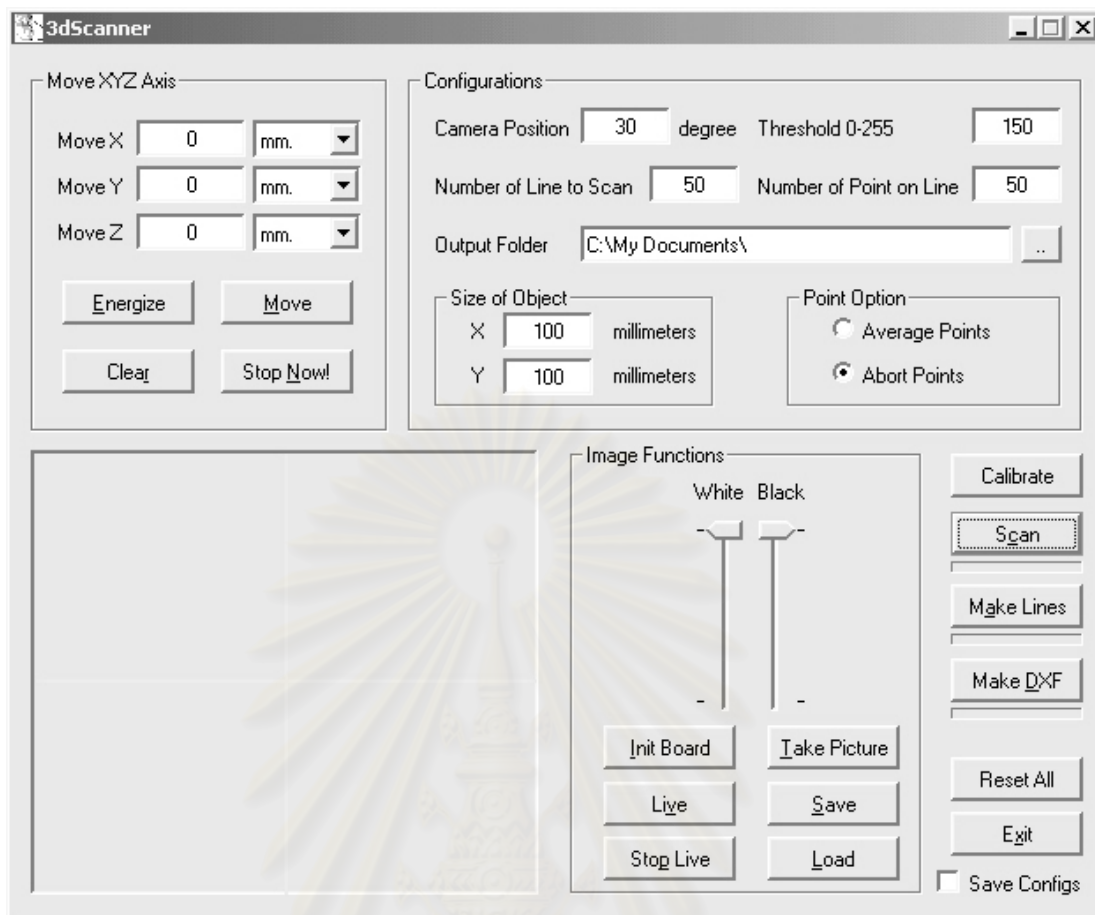 3dScanner
Move XYZ Axis
Move X 0 mm.
Move Y 0 mm.
Move Z 0 mm.
Energize Move
Clear Stop Now!
Configurations
Camera Position 30 degree Threshold 0-255 150
Number of Line to Scan 50 Number of Point on Line 50
Output Folder C:\My Documents\ ..
Size of Object
X 100 millimeters
Y 100 millimeters
Point Option
Average Points
Abort Points
Image Functions
White Black
Init Board Take Picture
Live Save
Stop Live Load
Calibrate
Scan
Make Lines
Make DXF
Reset All
Exit
Save Configs